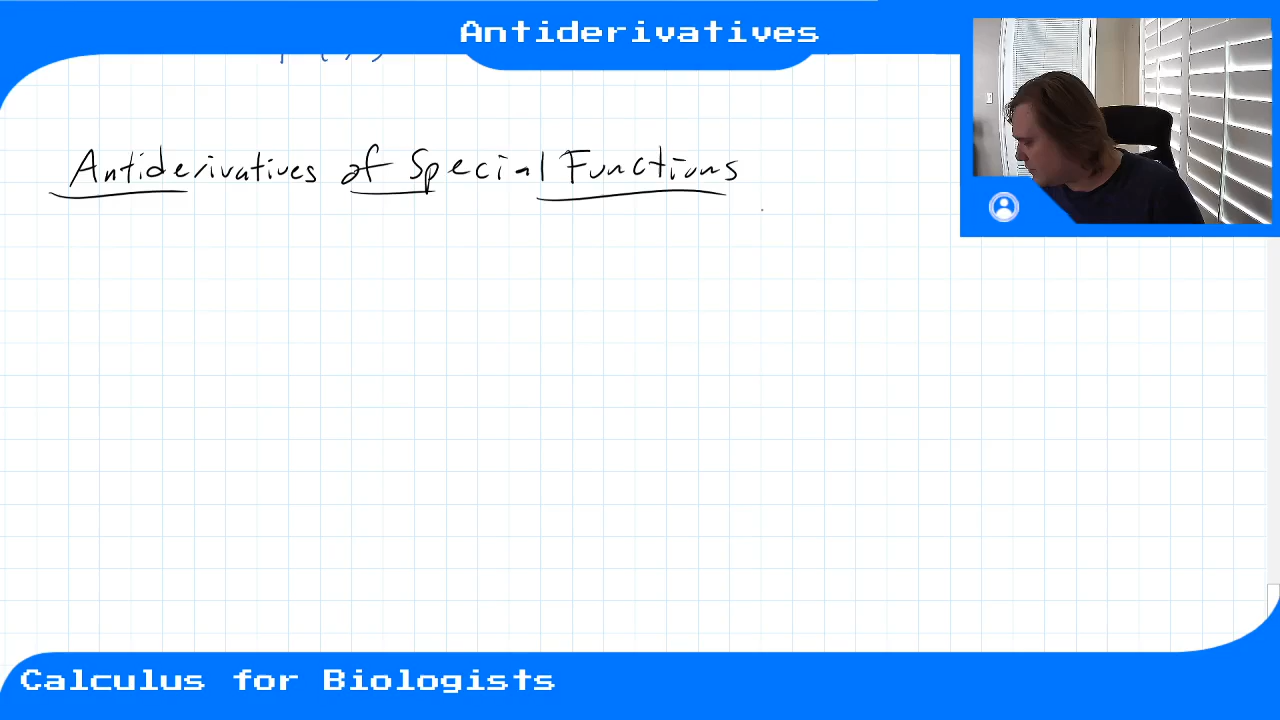 Antiderivatives
Antiderivatives of Special Functions
Calculus for Biologists